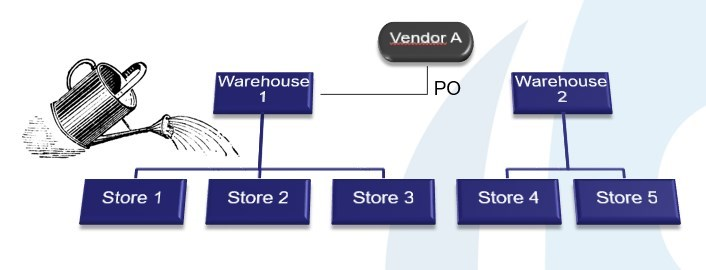 Vendor A
Warehouse
1
PO
Warehouse
2
Store 1
Store 2
Store 3
Store 4
Store 5